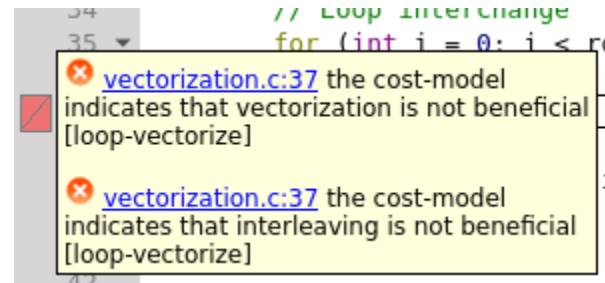 34 // Loop Interchange
35 for (int i = 0; i < r
vectorization.c:37 the cost-model
indicates that vectorization is not beneficial
[loop-vectorize]
vectorization.c:37 the cost-model
indicates that interleaving is not beneficial
[loop-vectorize]
42